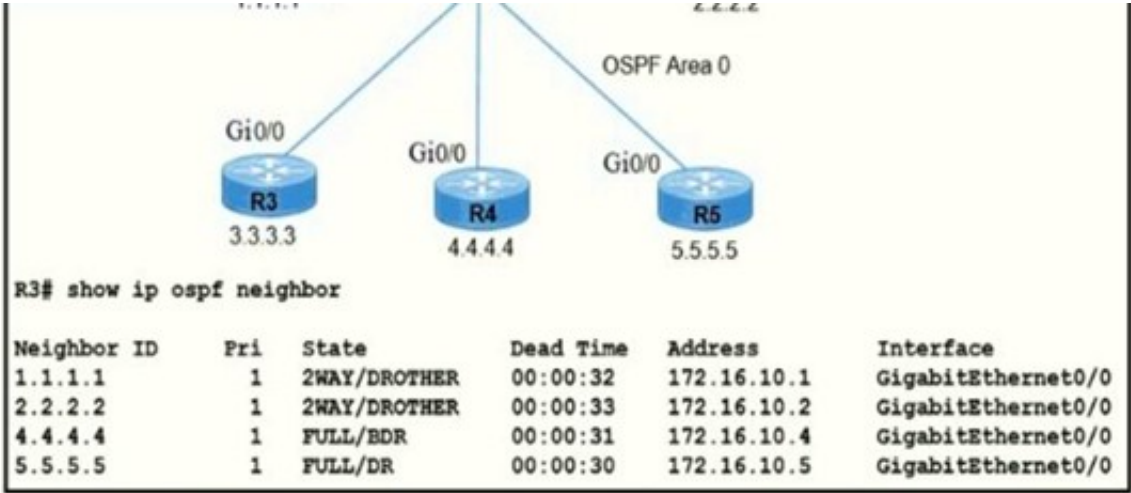 OSPF Area 0
Gi0/0
Gi0/0
Gi0/0
R3
R4
R5
3.3.3.3
4.4.4.4
5.5.5.5
R3# show ip ospf neighbor
Neighbor ID Pri State Dead Time Address Interface
1.1.1.1 1 2WAY/DROTHER 00:00:32 172.16.10.1 GigabitEthernet0/0
2.2.2.2 1 2WAY/DROTHER 00:00:33 172.16.10.2 GigabitEthernet0/0
4.4.4.4 1 FULL/BDR 00:00:31 172.16.10.4 GigabitEthernet0/0
5.5.5.5 1 FULL/DR 00:00:30 172.16.10.5 GigabitEthernet0/0